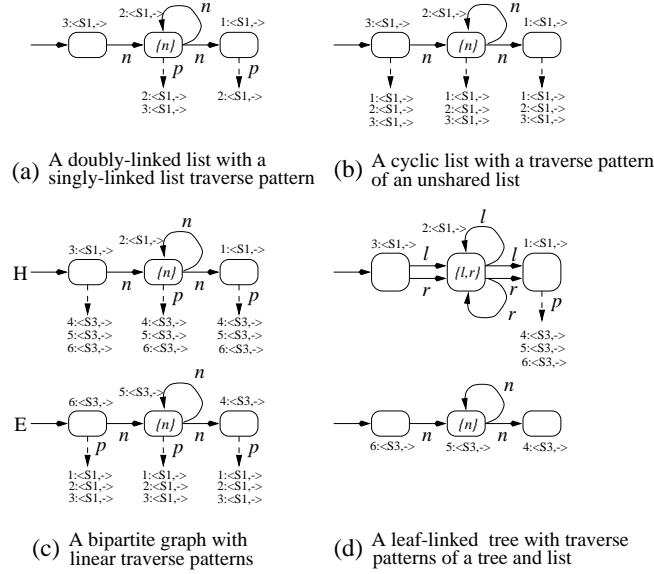 2:<S1,-> n
3:<S1,-> {n} 1:<S1,->
n p n p
2:<S1,-> 2:<S1,->
3:<S1,->
(a) A doubly-linked list with a
singly-linked list traverse pattern
2:<S1,-> n
3:<S1,-> {n} 1:<S1,->
n n
1:<S1,-> 1:<S1,-> 1:<S1,->
2:<S1,-> 2:<S1,-> 2:<S1,->
3:<S1,-> 3:<S1,-> 3:<S1,->
(b) A cyclic list with a traverse pattern
of an unshared list
n
2:<S1,->
3:<S1,-> 1:<S1,->
H {n}
n p n p
4:<S3,-> 4:<S3,-> 4:<S3,->
5:<S3,-> 5:<S3,-> 5:<S3,->
6:<S3,-> 6:<S3,-> 6:<S3,->
n
5:<S3,->
6:<S3,-> 4:<S3,->
E {n}
p n p n p
1:<S1,-> 1:<S1,-> 1:<S1,->
2:<S1,-> 2:<S1,-> 2:<S1,->
3:<S1,-> 3:<S1,-> 3:<S1,->
(c) A bipartite graph with
linear traverse patterns
l
2:<S1,->
3:<S1,-> l l 1:<S1,->
{l,r}
r r p
r
4:<S3,->
5:<S3,->
6:<S3,->
n
{n}
n n
6:<S3,-> 5:<S3,-> 4:<S3,->
(d) A leaf-linked tree with traverse
patterns of a tree and list